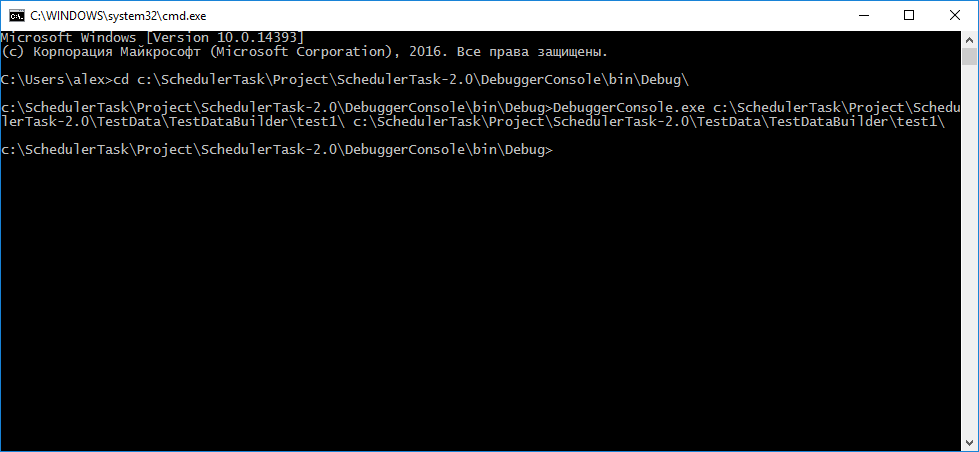 C:\WINDOWS\system32\cmd.exe
Microsoft Windows [Version 10.0.14393]
(c) Корпорация Майкрософт (Microsoft Corporation), 2016. Все права защищены.
C:\Users\alex>cd c:\SchedulerTask\Project\SchedulerTask-2.0\DebuggerConsole\bin\Debug\
c:\SchedulerTask\Project\SchedulerTask-2.0\DebuggerConsole\bin\Debug>DebuggerConsole.exe c:\SchedulerTask\Project\Schedu
lerTask-2.0\TestData\TestDataBuilder\test1\ c:\SchedulerTask\Project\SchedulerTask-2.0\TestData\TestDataBuilder\test1\
c:\SchedulerTask\Project\SchedulerTask-2.0\DebuggerConsole\bin\Debug>